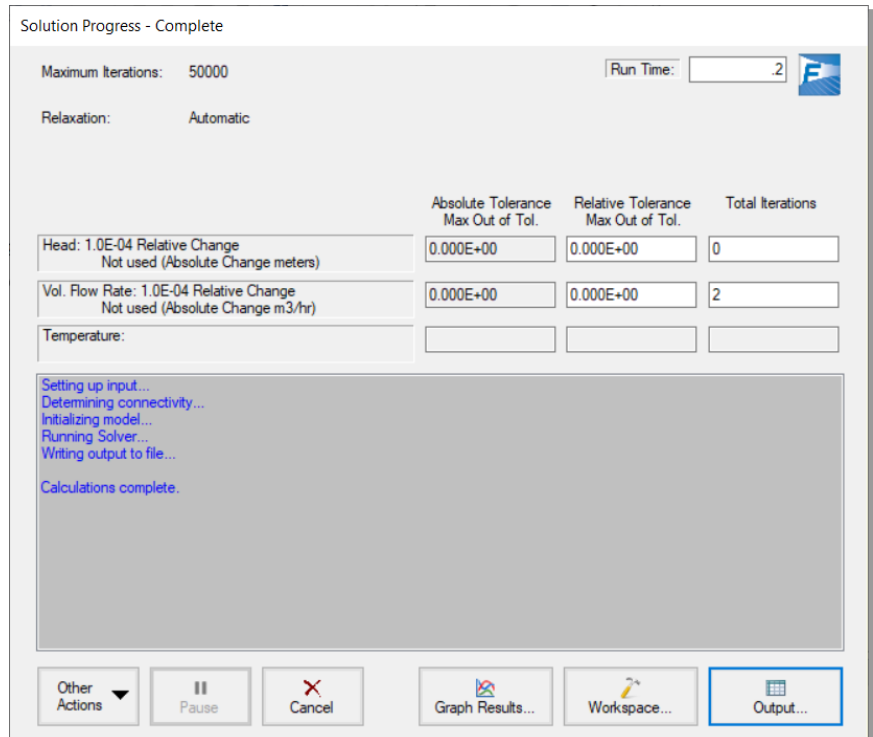 Solution Progress - Complete
Maximum Iterations: 50000
Run Time: .2
Relaxation: Automatic
Absolute Tolerance Relative Tolerance Total Iterations
Max Out of Tol. Max Out of Tol.
Head: 1.0E-04 Relative Change
Not used (Absolute Change meters)
0.000E+00 0.000E+00 0
Vol. Flow Rate: 1.0E-04 Relative Change
Not used (Absolute Change m3/hr)
0.000E+00 0.000E+00 2
Temperature:
Setting up input...
Determining connectivity...
Initializing model...
Running Solver...
Writing output to file...
Calculations complete.
Other
Actions
Pause
Cancel
Graph Results...
Workspace...
Output...